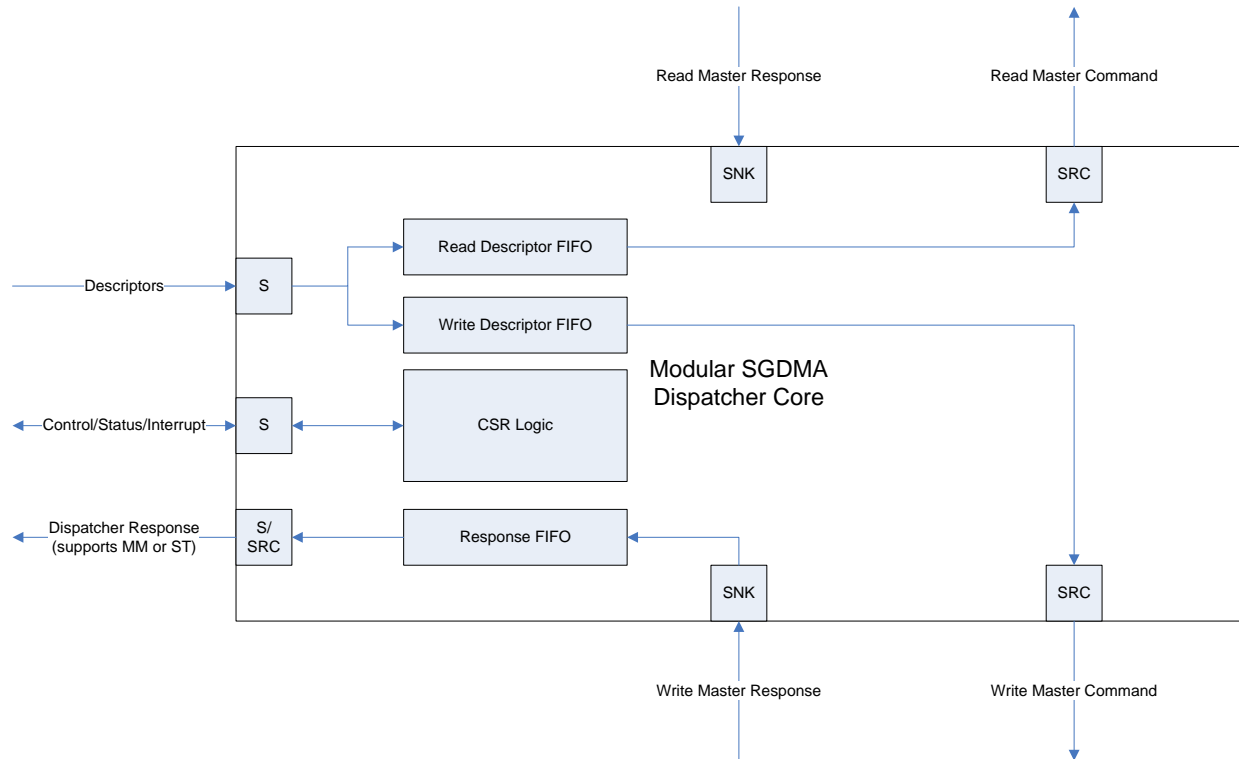 Read Master Response
Read Master Command
SNK
SRC
Read Descriptor FIFO
Descriptors
S
Write Descriptor FIFO
Modular SGDMA
Dispatcher Core
Control/Status/Interrupt
S
CSR Logic
Dispatcher Response
(supports MM or ST)
S/
SRC
Response FIFO
SNK
SRC
Write Master Response
Write Master Command